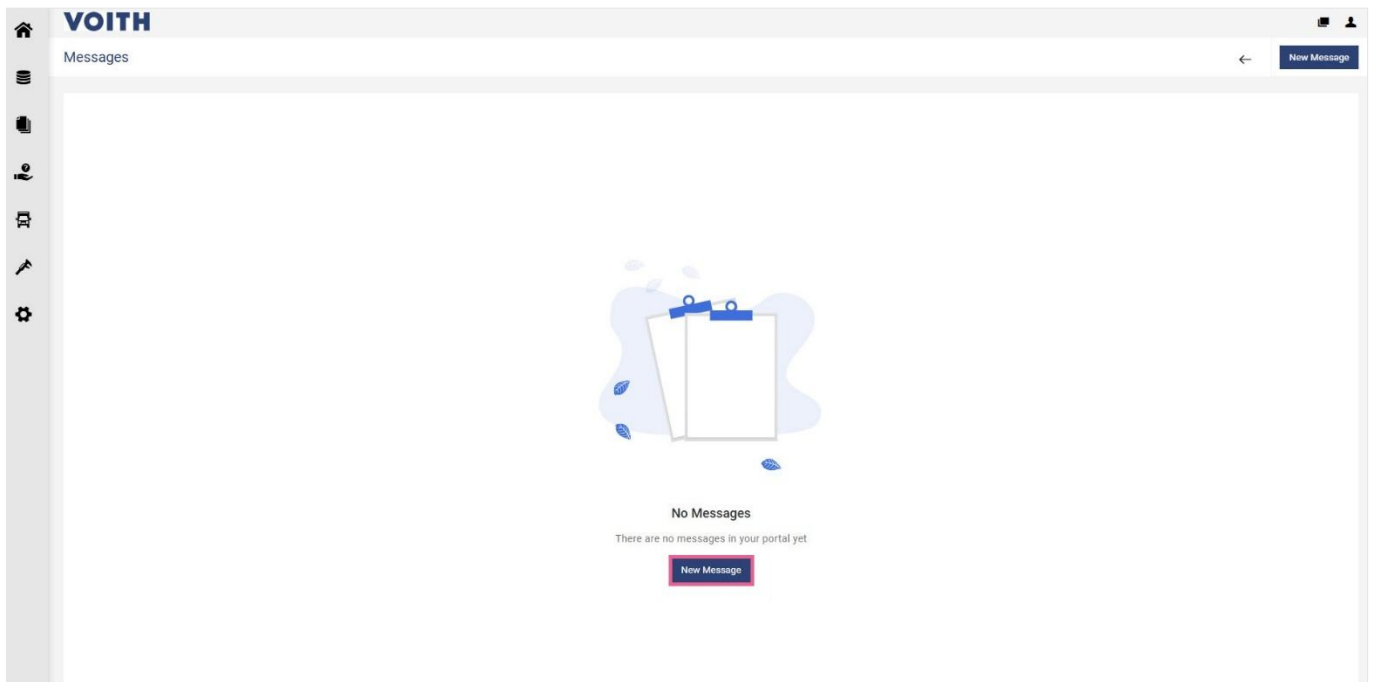 VOITH
Messages
New Message
No Messages
There are no messages in your portal yet
New Message